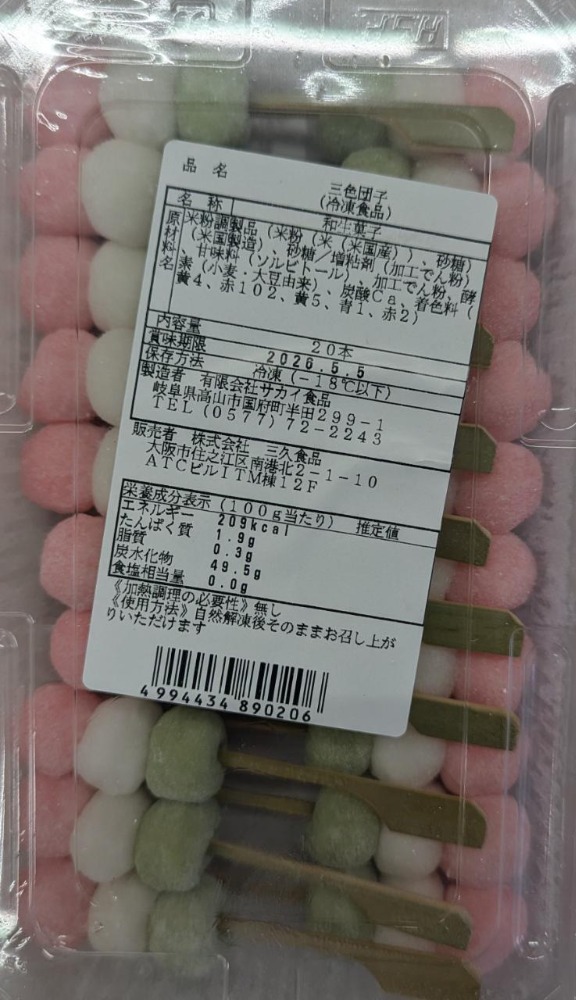 品 名
三色団子
(冷凍食品)
名 称 和生菓子
原材料名 米粉調製品(米粉(米(米国産))、砂糖)
(米国製造)、砂糖/増粘剤(加工でん粉)
、甘味料(ソルビトール)、加工でん粉、酵
素(小麦・大豆由来)、炭酸Ca、着色料(
黄4、赤102、黄5、青1、赤2)
内容量 20本
賞味期限 2026.5.5
保存方法 冷凍(-18℃以下)
製造者 有限会社サカイ食品
岐阜県高山市国府町半田299-1
TEL(0577)72-2243
販売者 株式会社 三久食品
大阪市住之江区南港北2-1-10
ATCビルITM棟12F
栄養成分表示(100g当たり) 推定値
エネルギー 209kcal
たんぱく質 1.9g
脂質 0.3g
炭水化物 49.5g
食塩相当量 0.0g
《加熱調理の必要性》無し
《使用方法》自然解凍後そのままお召し上が
りいただけます
4994434 890206